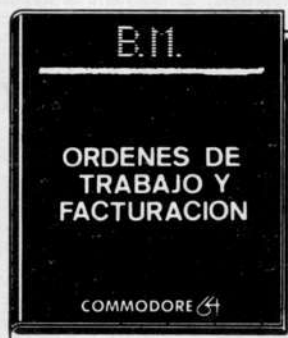 B.M.
ORDENES DE
TRABAJO Y
FACTURACION
COMMODORE 64